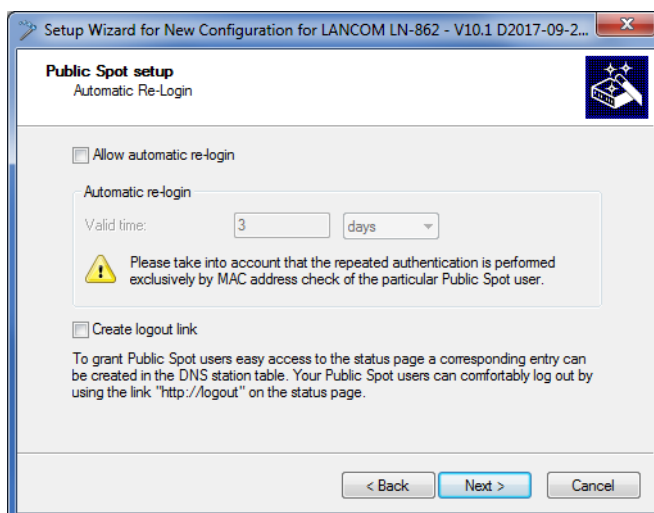 Setup Wizard for New Configuration for LANCOM LN-862 - V10.1 D2017-09-2...
Public Spot setup
Automatic Re-Login
Allow automatic re-login
Automatic re-login
Valid time:
3
days
Please take into account that the repeated authentication is performed
exclusively by MAC address check of the particular Public Spot user.
Create logout link
To grant Public Spot users easy access to the status page a corresponding entry can
be created in the DNS station table. Your Public Spot users can comfortably log out by
using the link "http://logout" on the status page.
< Back
Next >
Cancel